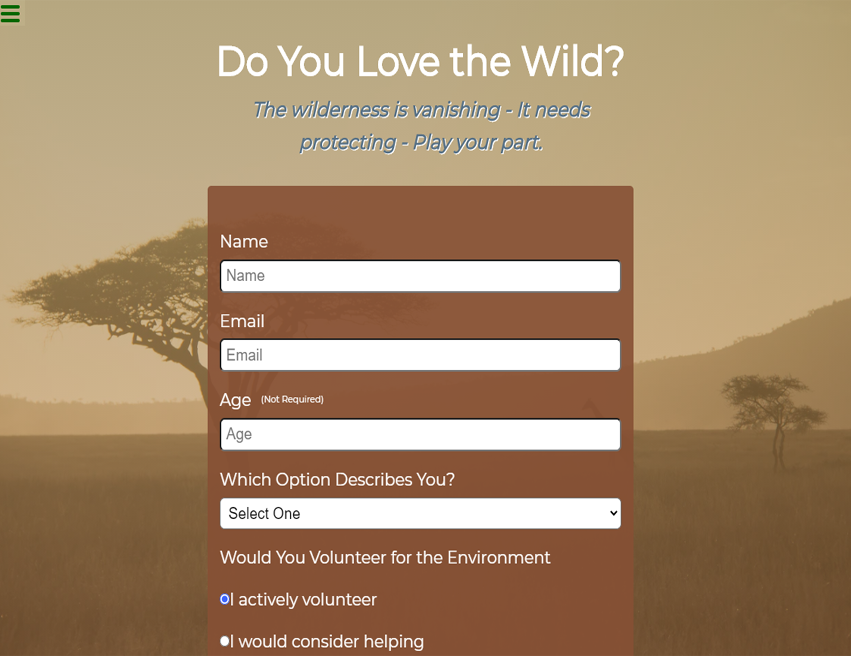 Do You Love the Wild?
The wilderness is vanishing - It needs
protecting - Play your part.
Name
Name
Email
Email
Age (Not Required)
Age
Which Option Describes You?
Select One
Would You Volunteer for the Environment
I actively volunteer
I would consider helping